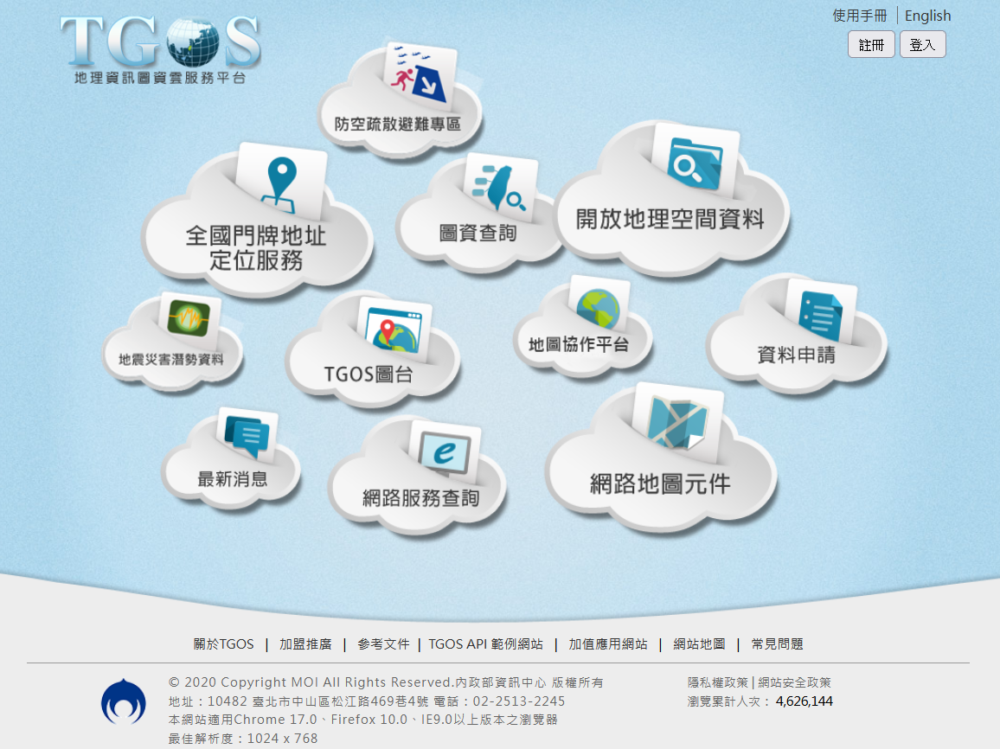 使用手冊 | English
TGOS
地理資訊圖資雲服務平台
註冊 登入
防空疏散避難專區
全國門牌地址
定位服務
圖資查詢
開放地理空間資料
地震災害潛勢資料
TGOS圖台
地圖協作平台
資料申請
最新消息
網路服務查詢
網路地圖元件
關於TGOS | 加盟推廣 | 參考文件 | TGOS API 範例網站 | 加值應用網站 | 網站地圖 | 常見問題
© 2020 Copyright MOI All Rights Reserved.內政部資訊中心 版權所有
地址：10482 臺北市中山區松江路469巷4號 電話：02-2513-2245
本網站適用Chrome 17.0、Firefox 10.0、IE9.0以上版本之瀏覽器
最佳解析度：1024 x 768
隱私權政策 | 網站安全政策
瀏覽累計人次： 4,626,144